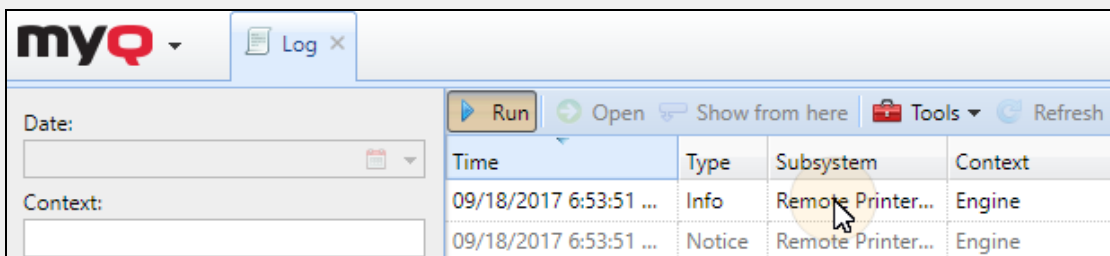 myQ
Log
Date:
Context:
Run Open Show from here Tools Refresh
Time Type Subsystem Context
09/18/2017 6:53:51 ... Info Remote Printer... Engine
09/18/2017 6:53:51 ... Notice Remote Printer... Engine